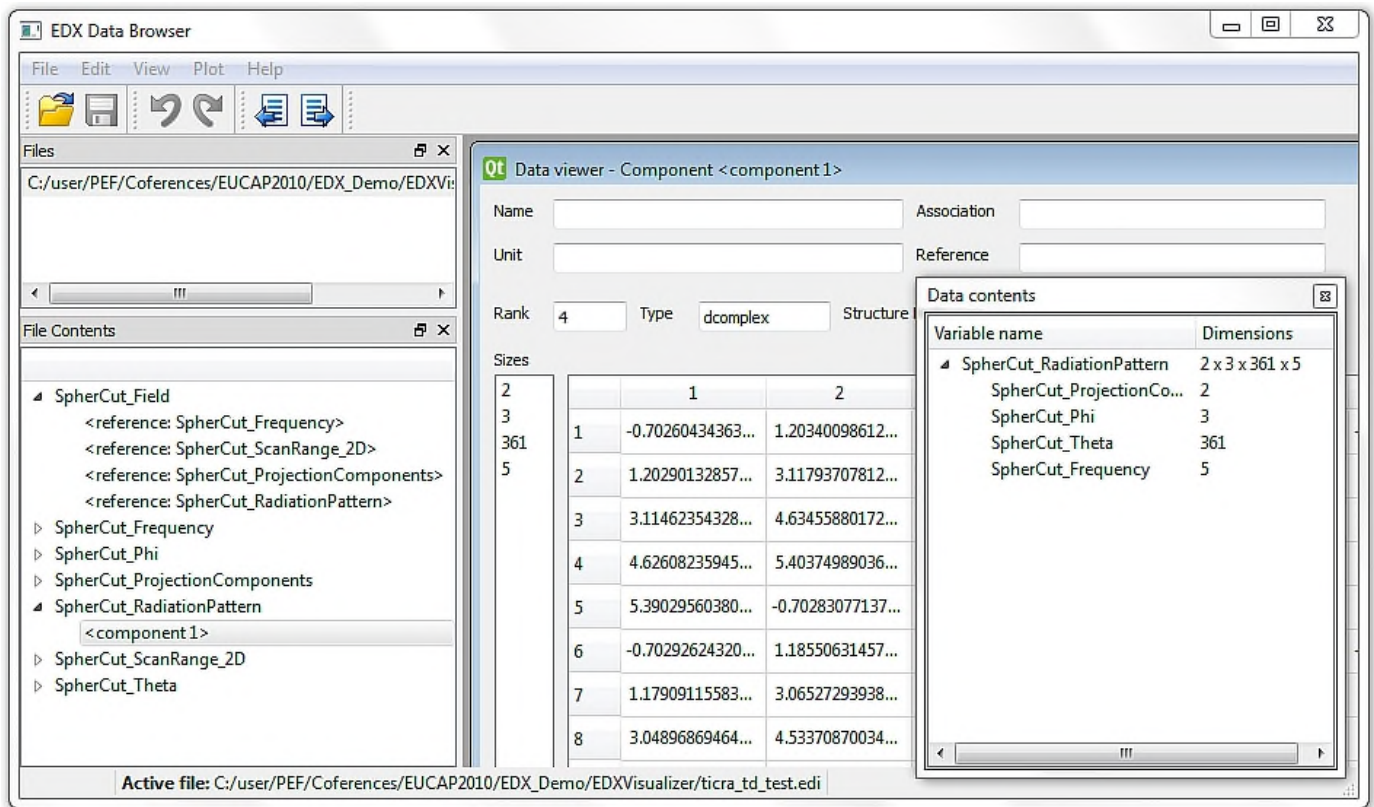 EDX Data Browser
File Edit View Plot Help
Files
C:/user/PEF/Coferences/EUCAP2010/EDX_Demo/EDXVi
File Contents
SpherCut_Field
<reference: SpherCut_Frequency>
<reference: SpherCut_ScanRange_2D>
<reference: SpherCut_ProjectionComponents>
<reference: SpherCut_RadiationPattern>
SpherCut_Frequency
SpherCut_Phi
SpherCut_ProjectionComponents
SpherCut_RadiationPattern
<component 1>
SpherCut_ScanRange_2D
SpherCut_Theta
Qt Data viewer - Component <component 1>
Name Association
Unit Reference
Rank 4 Type dcomplex Structure
Sizes
2
3
361
5
1 2
1 -0.70260434363... 1.20340098612...
2 1.20290132857... 3.11793707812...
3 3.11462354328... 4.63455880172...
4 4.62608235945... 5.40374989036...
5 5.39029560380... -0.70283077137...
6 -0.70292624320... 1.18550631457...
7 1.17909115583... 3.06527293938...
8 3.04896869464... 4.53370870034...
Data contents
Variable name Dimensions
SpherCut_RadiationPattern 2 x 3 x 361 x 5
SpherCut_ProjectionCo... 2
SpherCut_Phi 3
SpherCut_Theta 361
SpherCut_Frequency 5
Active file: C:/user/PEF/Coferences/EUCAP2010/EDX_Demo/EDXVisualizer/ticra_td_test.edi